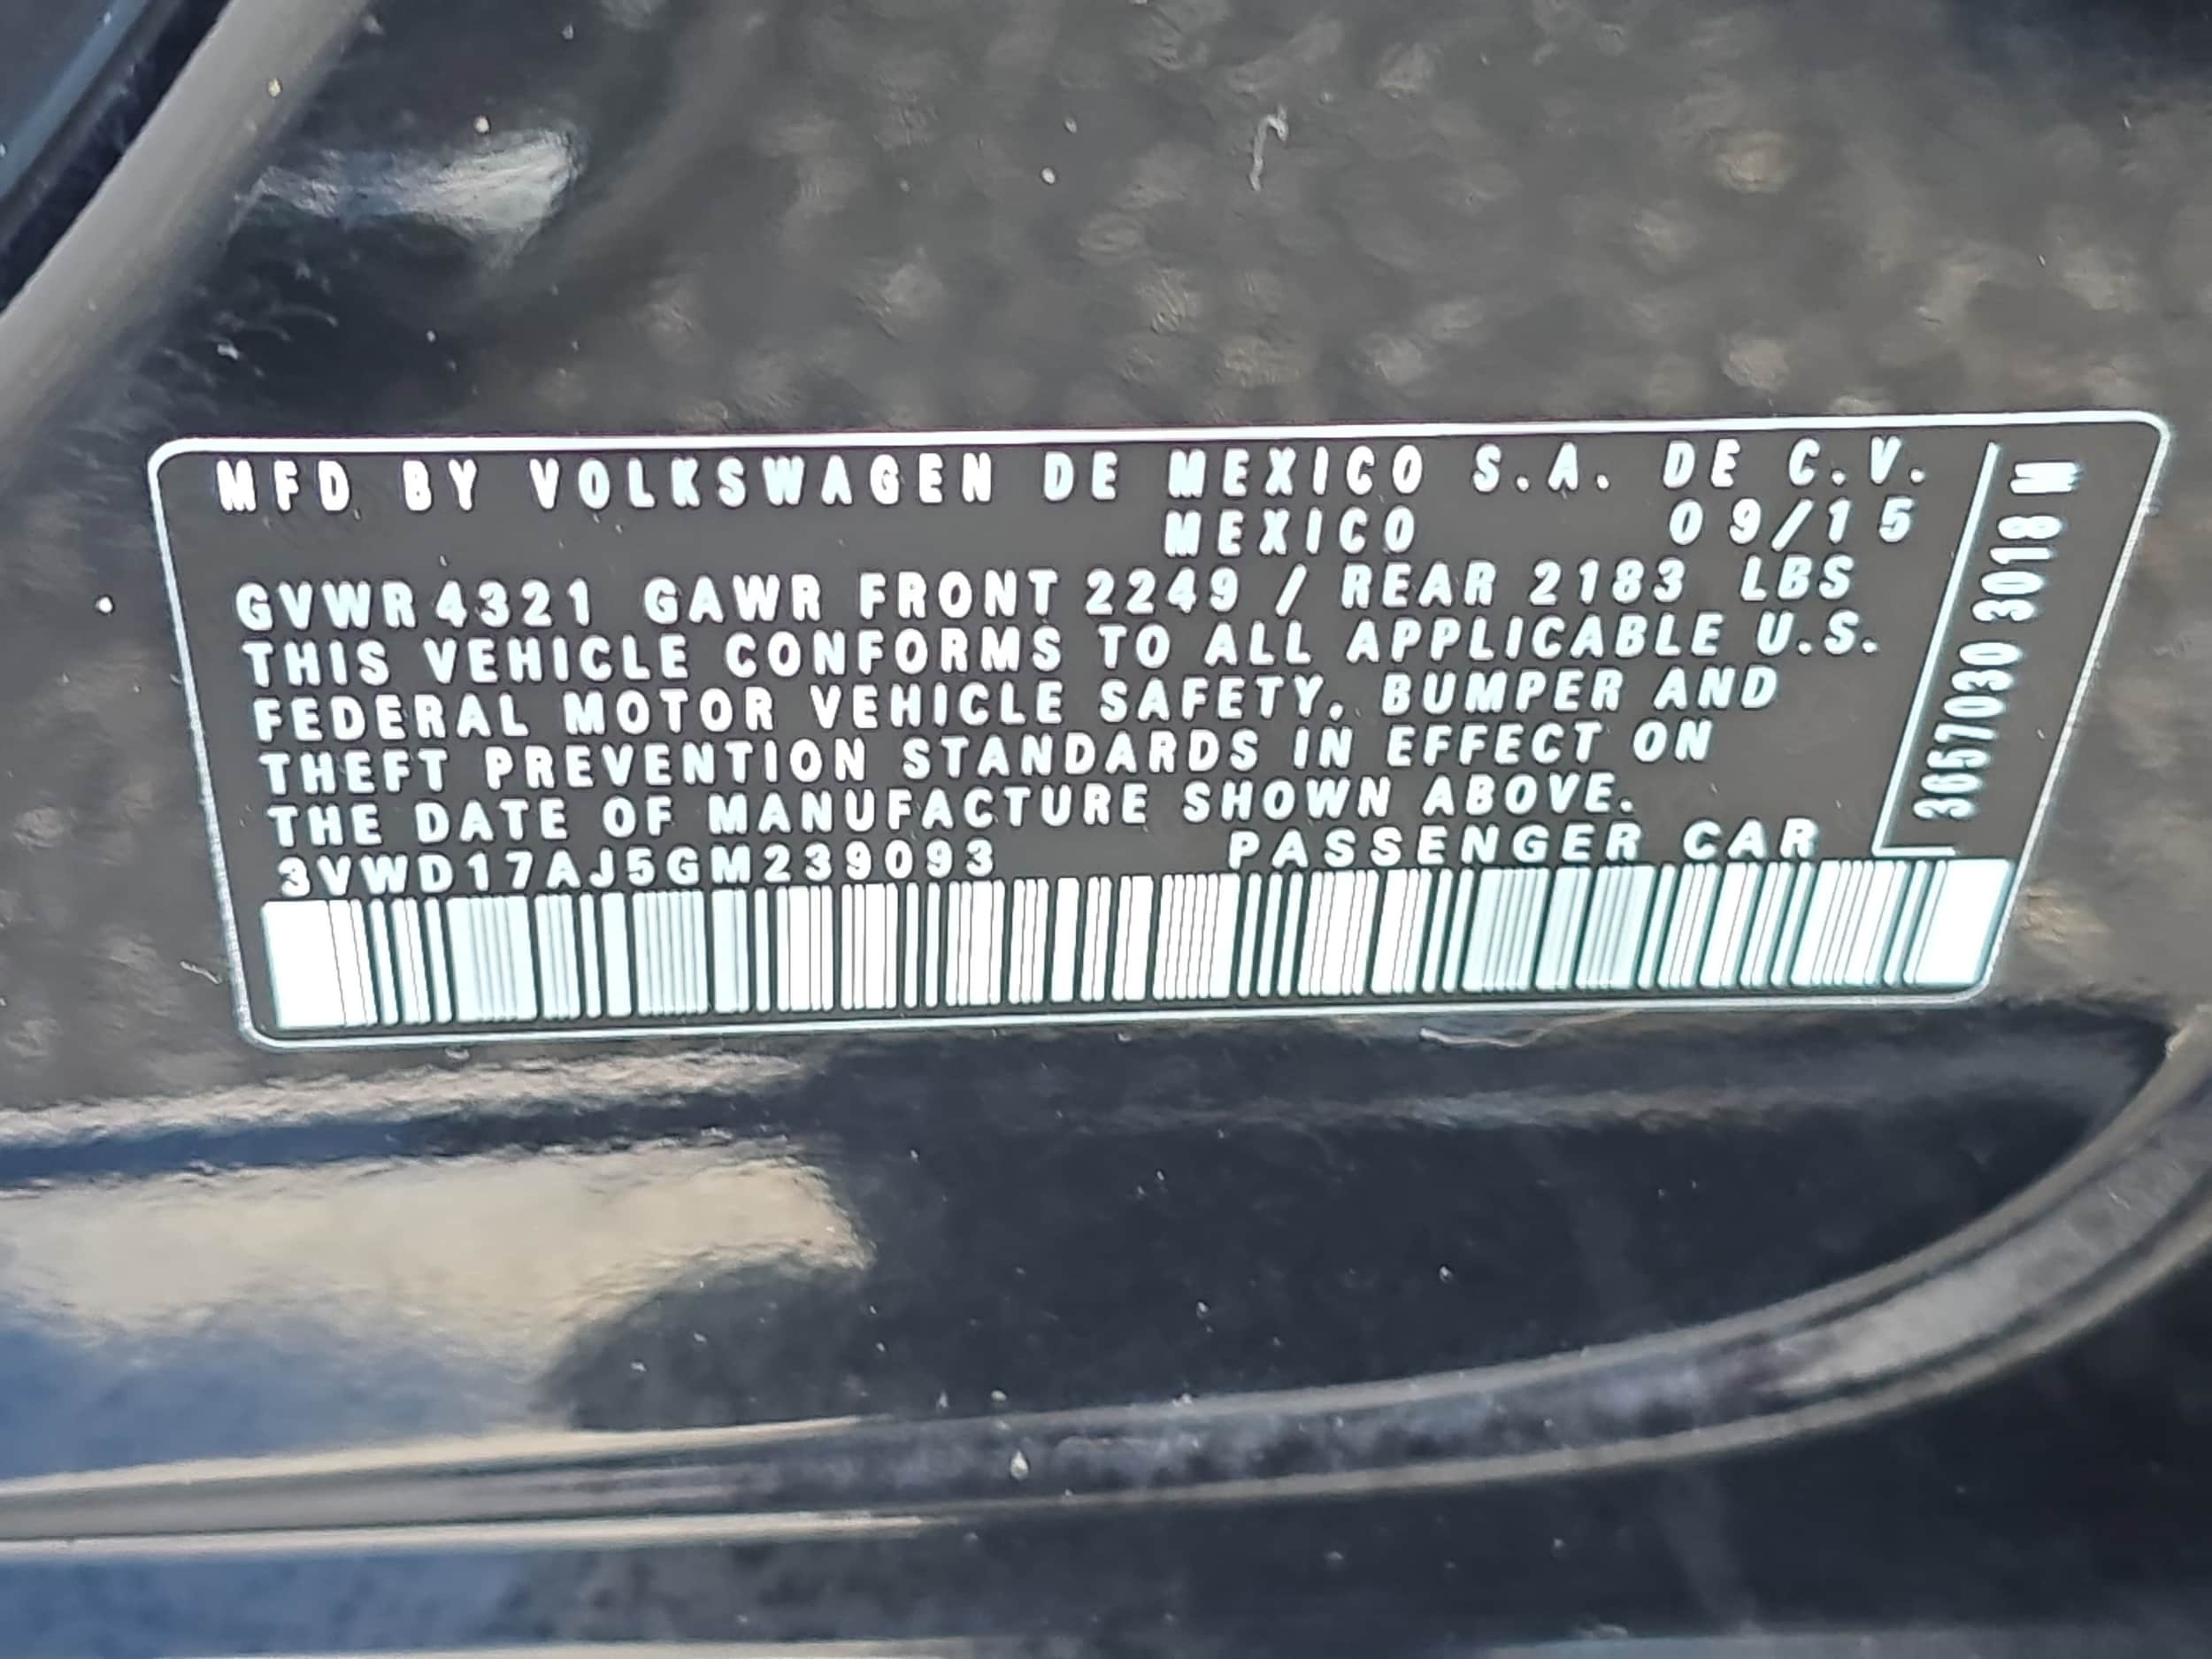 MFD BY VOLKSWAGEN DE MEXICO S.A. DE C.V.
MEXICO 09/15
GVWR 4321 GAWR FRONT 2249 / REAR 2183 LBS
THIS VEHICLE CONFORMS TO ALL APPLICABLE U.S.
FEDERAL MOTOR VEHICLE SAFETY, BUMPER AND
THEFT PREVENTION STANDARDS IN EFFECT ON
THE DATE OF MANUFACTURE SHOWN ABOVE.
3VWD17AJ5GM239093 PASSENGER CAR
3657030 3018 M